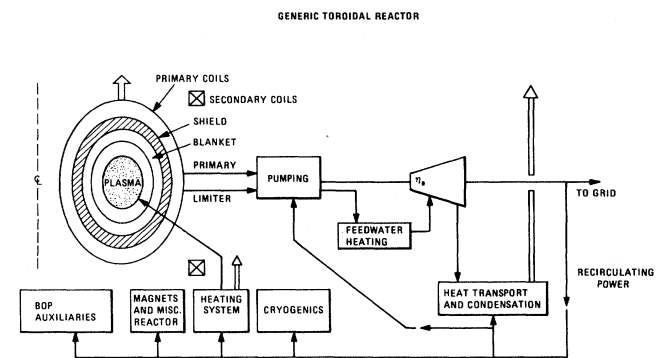 GENERIC TOROIDAL REACTOR
PRIMARY COILS
SECONDARY COILS
SHIELD
BLANKET
PRIMARY
LIMITER
PLASMA
PUMPING
ηe
TO GRID
FEEDWATER
HEATING
RECIRCULATING
POWER
HEAT TRANSPORT
AND CONDENSATION
BOP
AUXILIARIES
MAGNETS
AND MISC.
REACTOR
HEATING
SYSTEM
CRYOGENICS